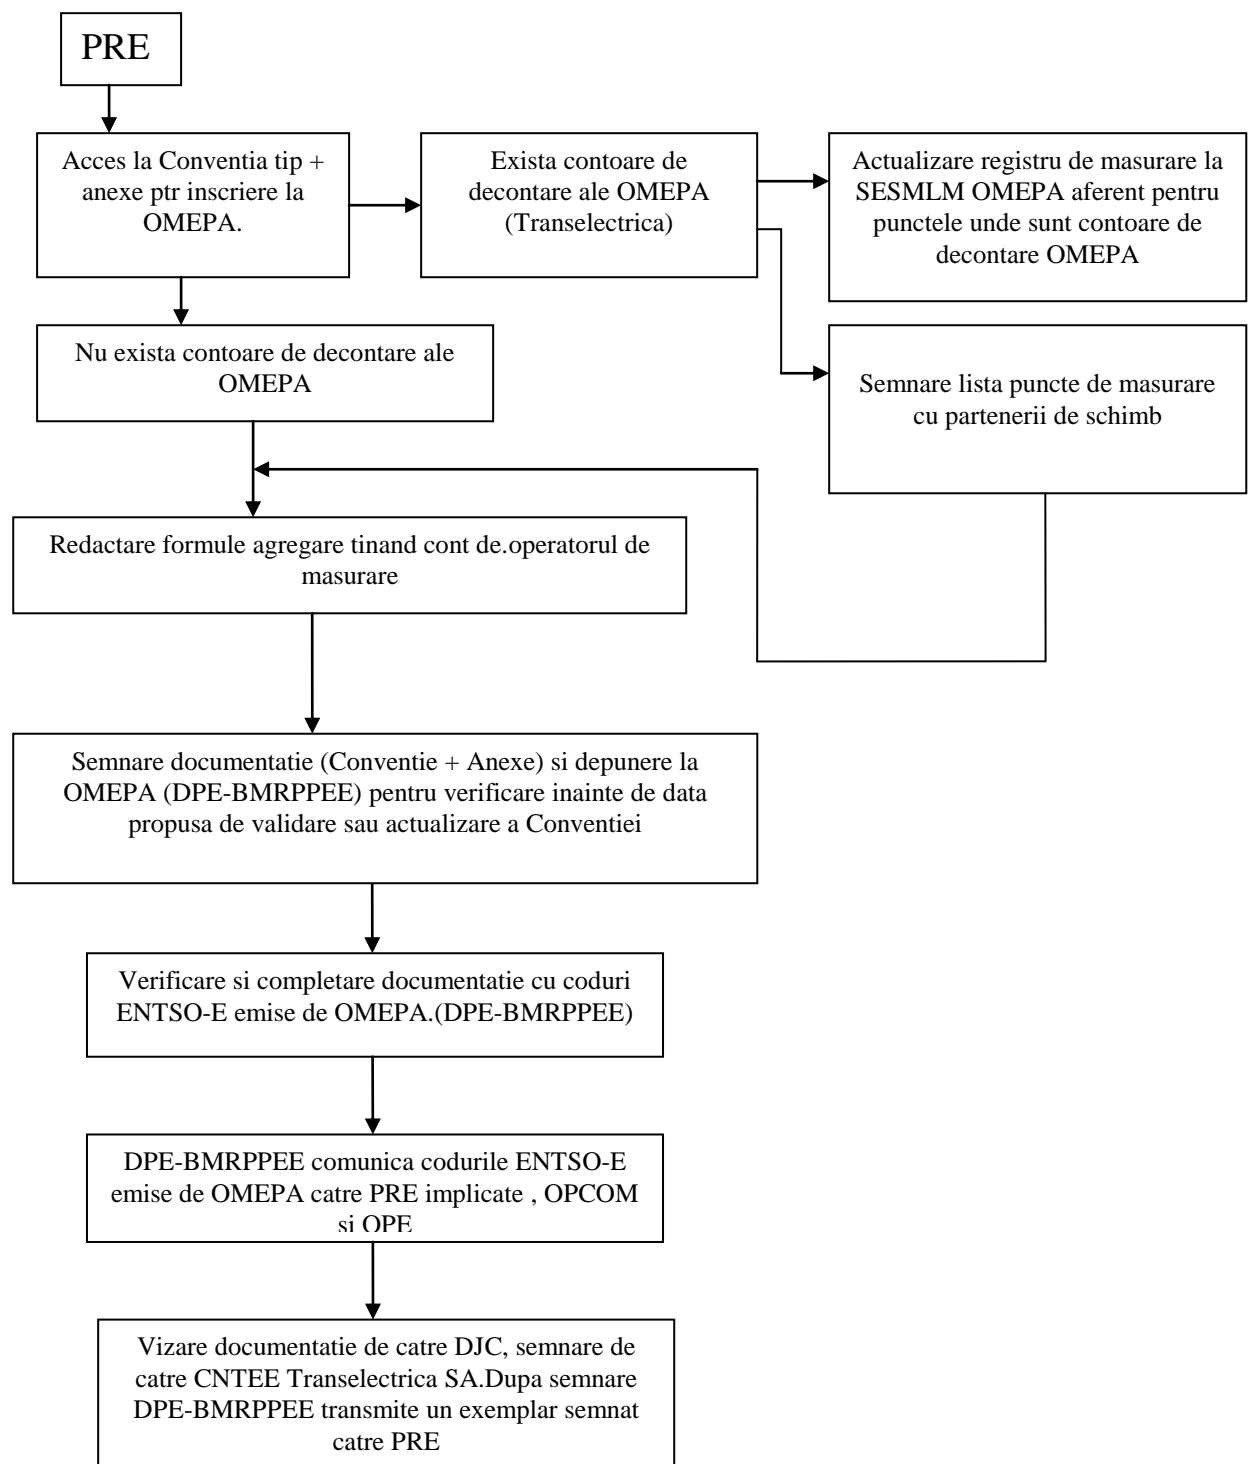 PRE
Acces la Conventia tip +
anexe ptr inscriere la
OMEPA.
Exista contoare de
decontare ale OMEPA
(Transelectrica)
Actualizare registru de masurare la
SESMLM OMEPA aferent pentru
punctele unde sunt contoare de
decontare OMEPA
Nu exista contoare de decontare ale
OMEPA
Semnare lista puncte de masurare
cu partenerii de schimb
Redactare formule agregare tinand cont de.operatorul de
masurare
Semnare documentatie (Conventie + Anexe) si depunere la
OMEPA (DPE-BMRPPEE) pentru verificare inainte de data
propusa de validare sau actualizare a Conventiei
Verificare si completare documentatie cu coduri
ENTSO-E emise de OMEPA.(DPE-BMRPPEE)
DPE-BMRPPEE comunica codurile ENTSO-E
emise de OMEPA catre PRE implicate , OPCOM
si OPE
Vizare documentatie de catre DJC, semnare de
catre CNTEE Transelectrica SA.Dupa semnare
DPE-BMRPPEE transmite un exemplar semnat
catre PRE